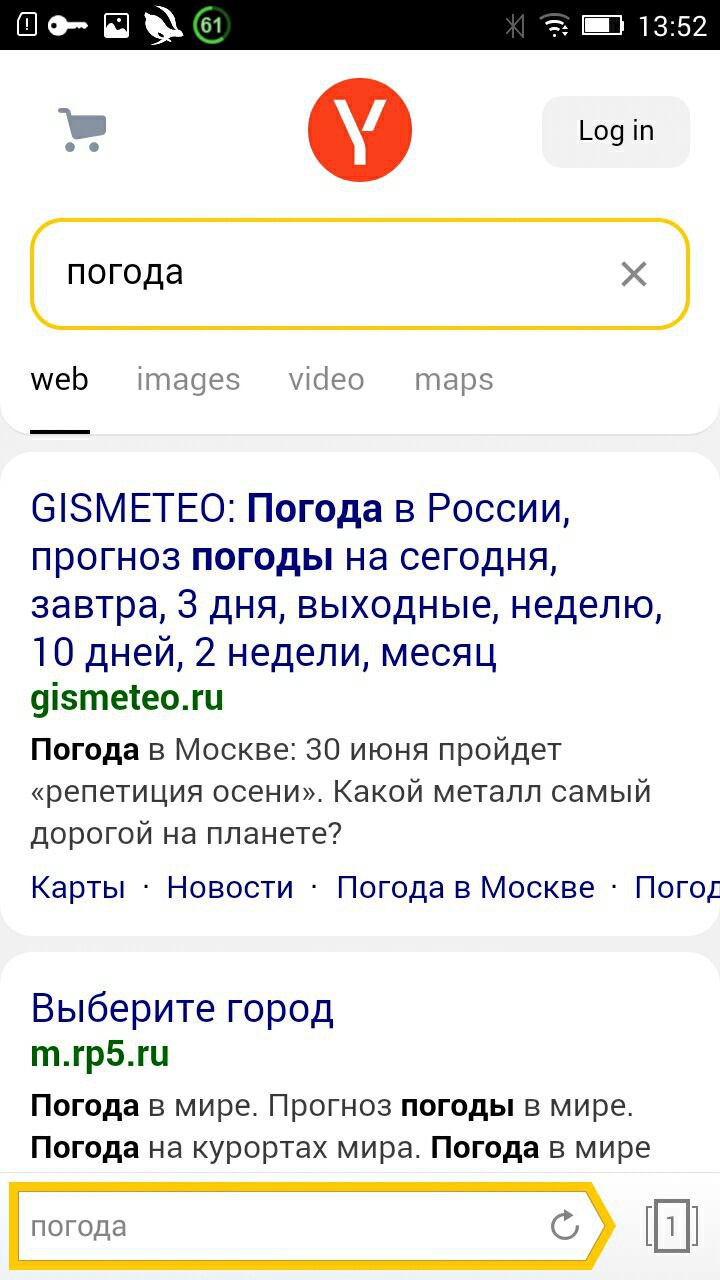 61 13:52
Log in
погода
web images video maps
GISMETEO: Погода в России,
прогноз погоды на сегодня,
завтра, 3 дня, выходные, неделю,
10 дней, 2 недели, месяц
gismeteo.ru
Погода в Москве: 30 июня пройдет
«репетиция осени». Какой металл самый
дорогой на планете?
Карты · Новости · Погода в Москве · Погод
Выберите город
m.rp5.ru
Погода в мире. Прогноз погоды в мире.
Погода на курортах мира. Погода в мире
погода 1